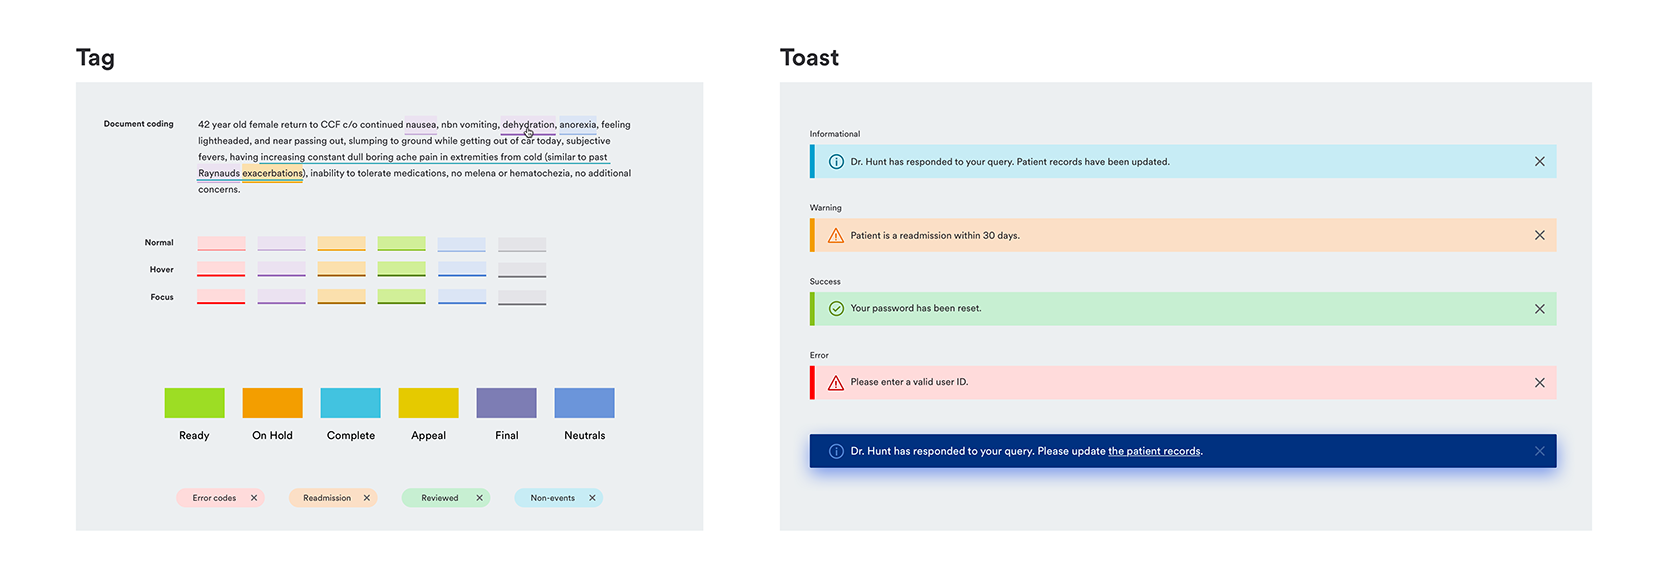 Tag
Document coding
42 year old female return to CCF c/o continued nausea, nbn vomiting, dehydration, anorexia, feeling
lightheaded, and near passing out, slumping to ground while getting out of car today, subjective
fevers, having increasing constant dull boring ache pain in extremities from cold (similar to past
Raynauds exacerbations), inability to tolerate medications, no melena or hematochezia, no additional
concerns.
Normal
Hover
Focus
Ready
On Hold
Complete
Appeal
Final
Neutrals
Error codes
Readmission
Reviewed
Non-events
Toast
Informational
Dr. Hunt has responded to your query. Patient records have been updated.
Warning
Patient is a readmission within 30 days.
Success
Your password has been reset.
Error
Please enter a valid user ID.
Dr. Hunt has responded to your query. Please update the patient records.